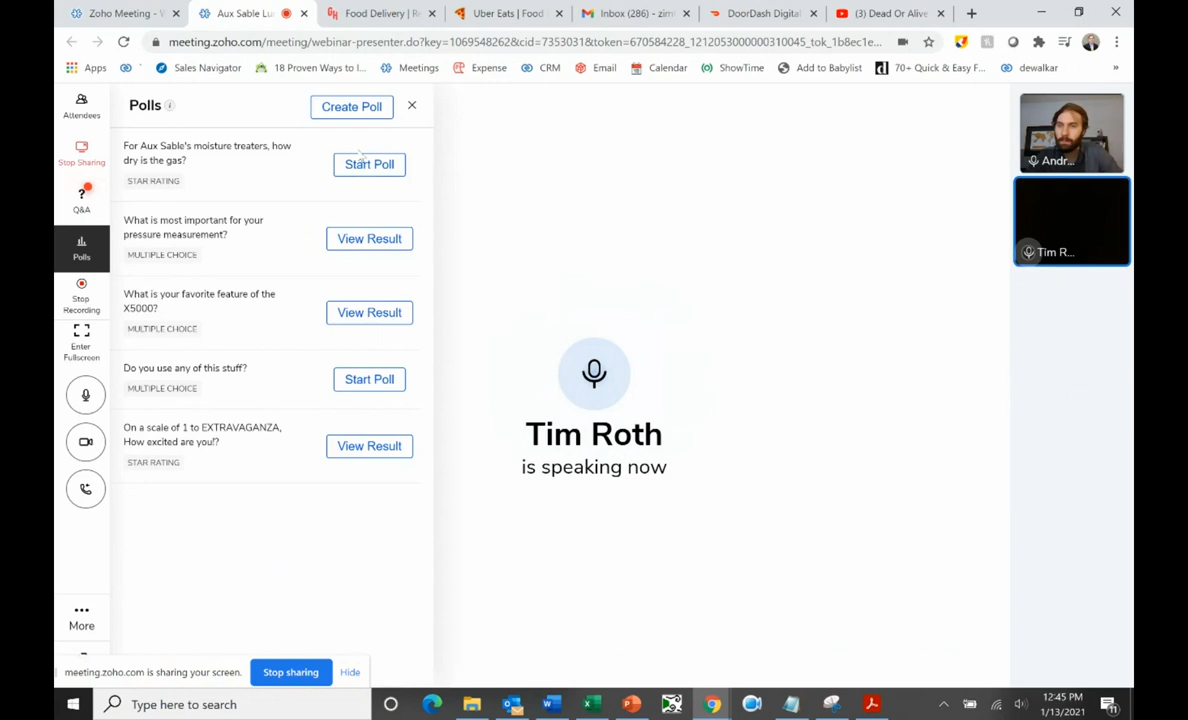 Zoho Meeting - V
Aux Sable Lu
Food Delivery | Re
Uber Eats | Food
Inbox (286) - zim
DoorDash Digital
(3) Dead Or Alive
meeting.zoho.com/meeting/webinar-presenter.do?key=1069548262&cid=7353031&token=670584228_1212053000000310045_tok_1b8ec1e...
Apps
Sales Navigator
18 Proven Ways to I...
Meetings
Expense
CRM
Email
Calendar
ShowTime
Add to Babylist
70+ Quick & Easy F...
dewalkar
»
Attendees
Stop Sharing
Q&A
Polls
Stop
Recording
Enter
Fullscreen
More
Polls
Create Poll
For Aux Sable's moisture treaters, how
dry is the gas?
STAR RATING
Start Poll
What is most important for your
pressure measurement?
MULTIPLE CHOICE
View Result
What is your favorite feature of the
X5000?
MULTIPLE CHOICE
View Result
Do you use any of this stuff?
MULTIPLE CHOICE
Start Poll
On a scale of 1 to EXTRAVAGANZA,
How excited are you!?
STAR RATING
View Result
Tim Roth
is speaking now
Andr...
Tim R...
meeting.zoho.com is sharing your screen.
Stop sharing
Hide
Type here to search
12:45 PM
1/13/2021
11